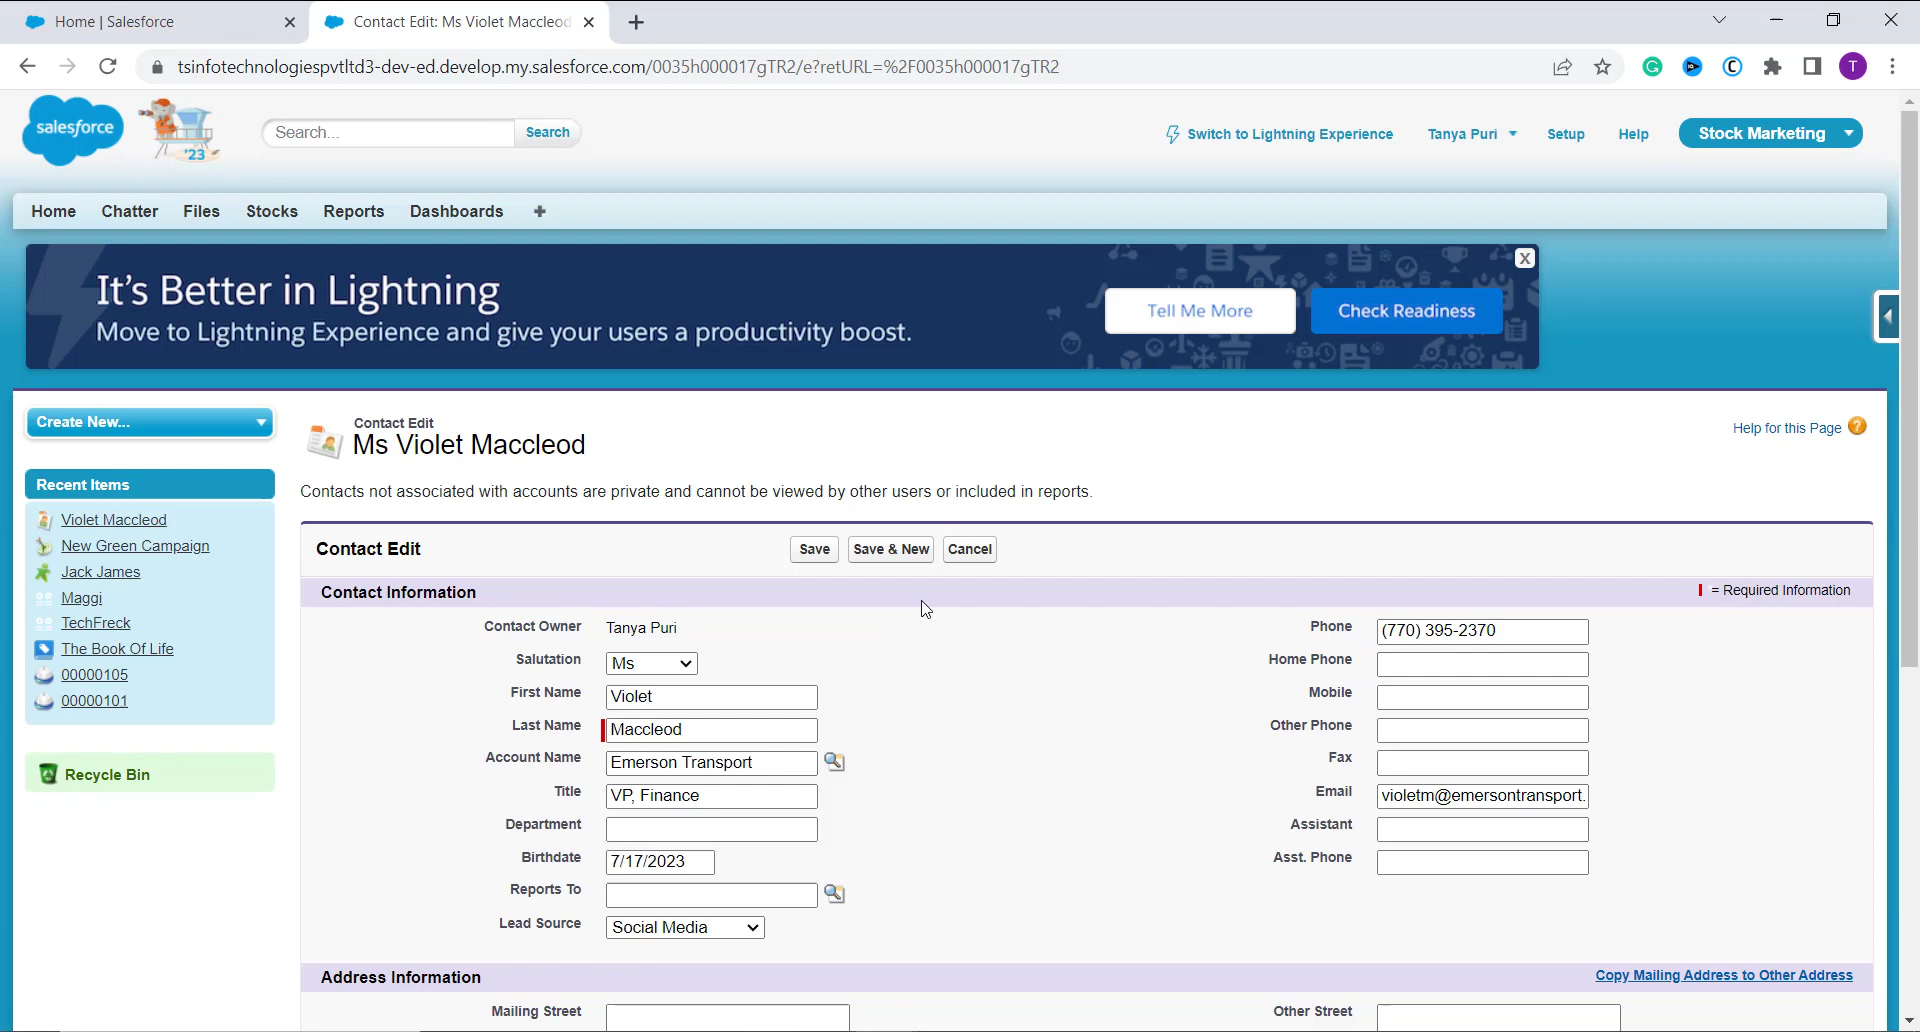 Home | Salesforce
Contact Edit: Ms Violet Maccleod
tsinfotechnologiespvtltd3-dev-ed.develop.my.salesforce.com/0035h000017gTR2/e?retURL=%2F0035h000017gTR2
T
salesforce
'23
Search...
Search
Switch to Lightning Experience
Tanya Puri
Setup
Help
Stock Marketing
Home
Chatter
Files
Stocks
Reports
Dashboards
It's Better in Lightning
Move to Lightning Experience and give your users a productivity boost.
Tell Me More
Check Readiness
X
Create New...
Recent Items
Violet Maccleod
New Green Campaign
Jack James
Maggi
TechFreck
The Book Of Life
00000105
00000101
Recycle Bin
Contact Edit
Ms Violet Maccleod
Help for this Page ?
Contacts not associated with accounts are private and cannot be viewed by other users or included in reports.
Contact Edit
Save
Save & New
Cancel
Contact Information
= Required Information
Contact Owner Tanya Puri
Salutation Ms
First Name Violet
Last Name Maccleod
Account Name Emerson Transport
Title VP, Finance
Department
Birthdate 7/17/2023
Reports To
Lead Source Social Media
Phone (770) 395-2370
Home Phone
Mobile
Other Phone
Fax
Email violetm@emersontransport.
Assistant
Asst. Phone
Address Information
Copy Mailing Address to Other Address
Mailing Street
Other Street